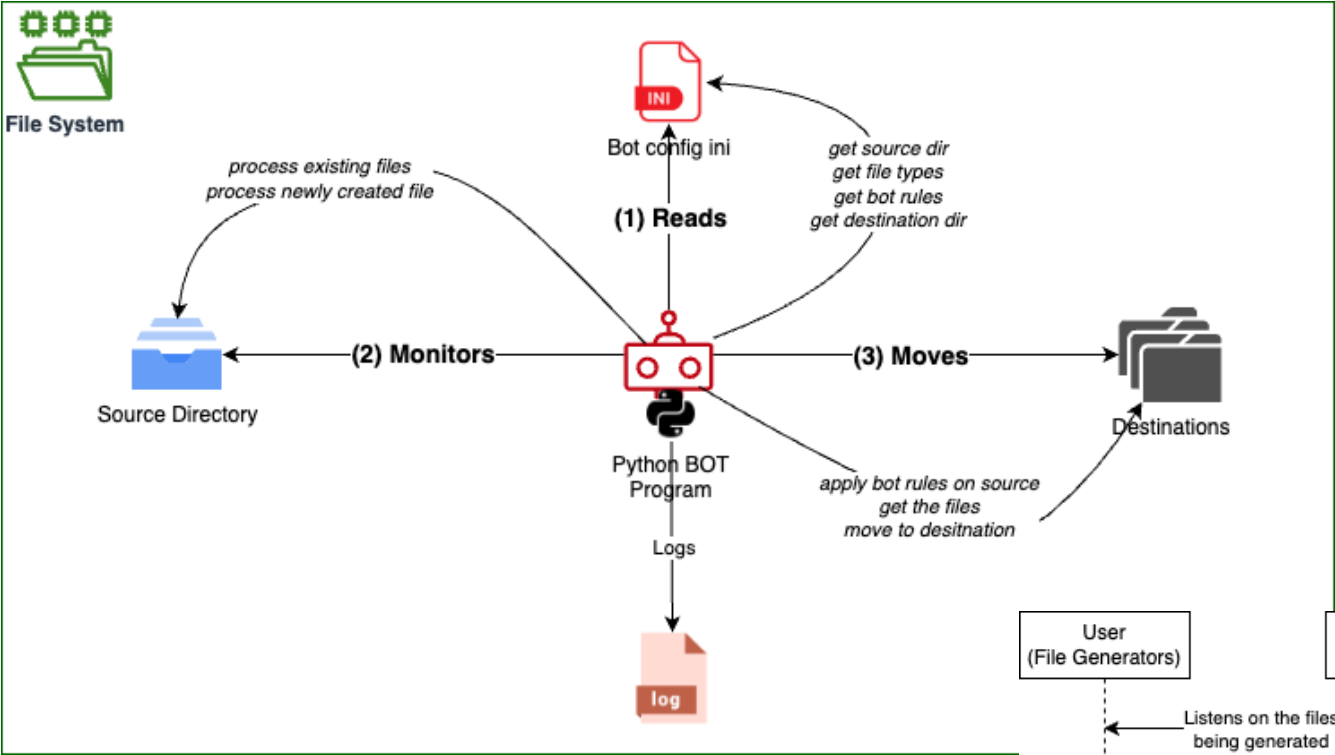 File System
INI
Bot config ini
process existing files
process newly created file
get source dir
get file types
get bot rules
get destination dir
(1) Reads
(2) Monitors
(3) Moves
Source Directory
Destinations
Python BOT
Program
apply bot rules on source
get the files
move to desitnation
Logs
log
User
(File Generators)
Listens on the files
being generated